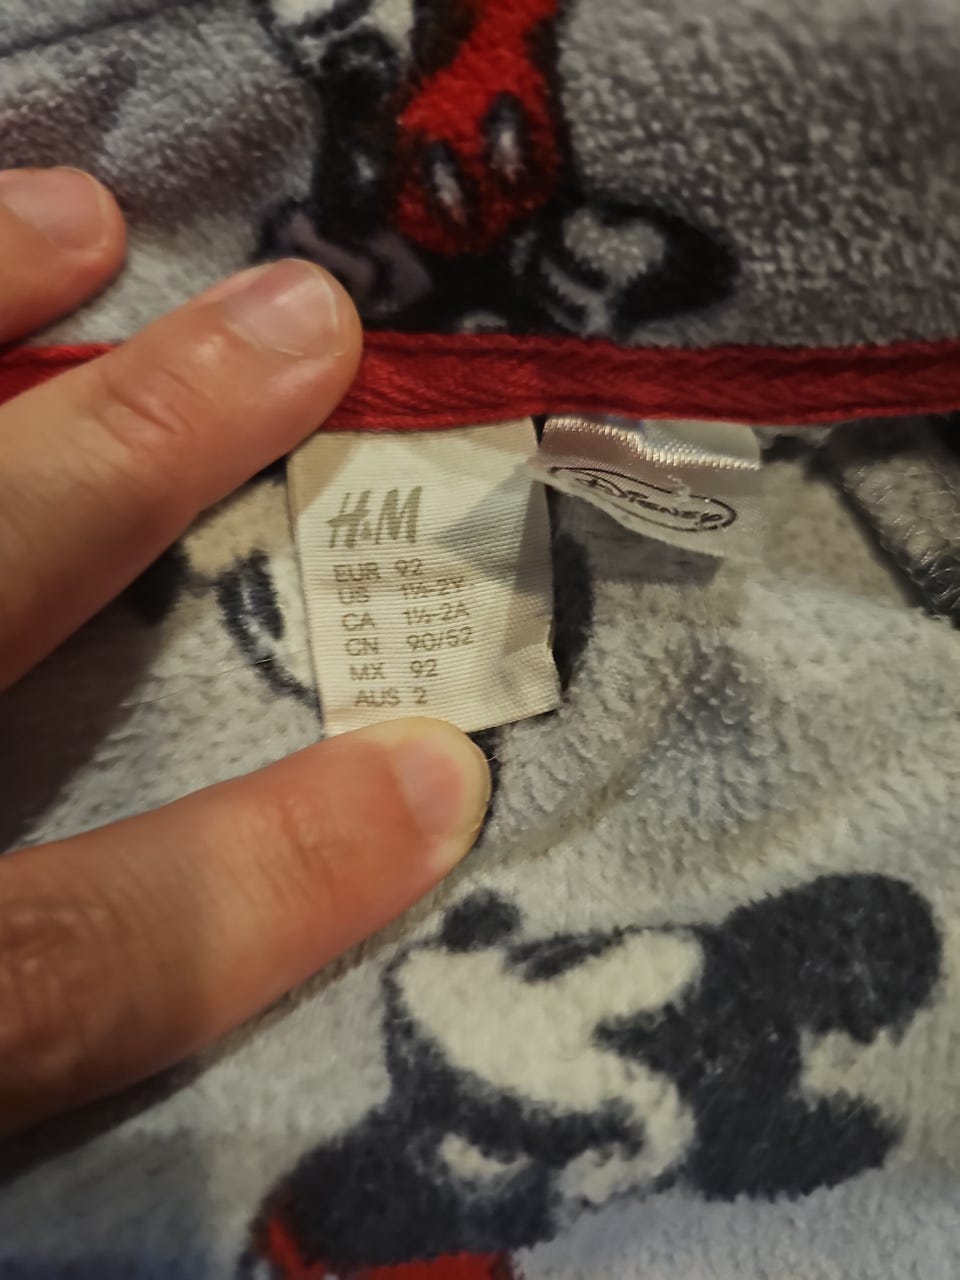 H&M
Disney
EUR 92
US 1½-2Y
CA 1½-2A
CN 90/52
MX 92
AUS 2